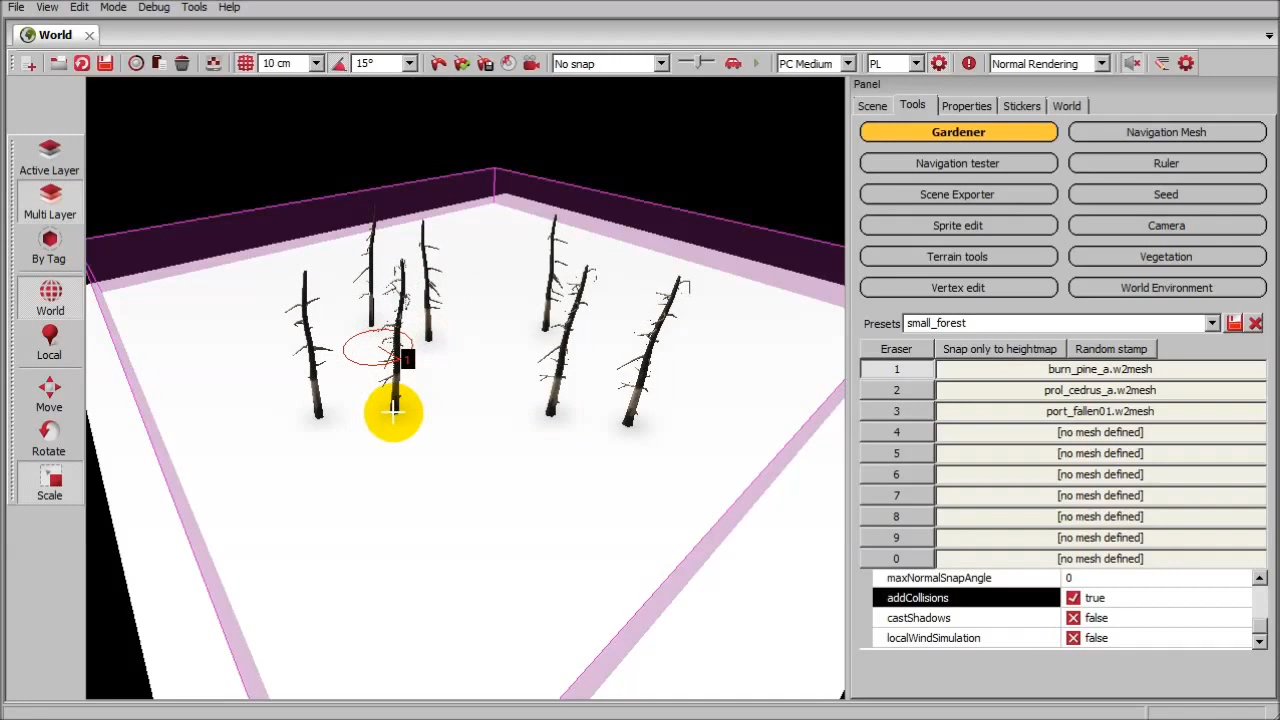 File View Edit Mode Debug Tools Help
World
10 cm 15° No snap PC Medium PL Normal Rendering
Panel
Scene Tools Properties Stickers World
Gardener Navigation Mesh
Navigation tester Ruler
Scene Exporter Seed
Sprite edit Camera
Terrain tools Vegetation
Vertex edit World Environment
Presets small_forest
Eraser Snap only to heightmap Random stamp
1 burn_pine_a.w2mesh
2 prol_cedrus_a.w2mesh
3 port_fallen01.w2mesh
4 [no mesh defined]
5 [no mesh defined]
6 [no mesh defined]
7 [no mesh defined]
8 [no mesh defined]
9 [no mesh defined]
0 [no mesh defined]
maxNormalSnapAngle 0
addCollisions true
castShadows false
localWindSimulation false
Active Layer
Multi Layer
By Tag
World
Local
Move
Rotate
Scale
1